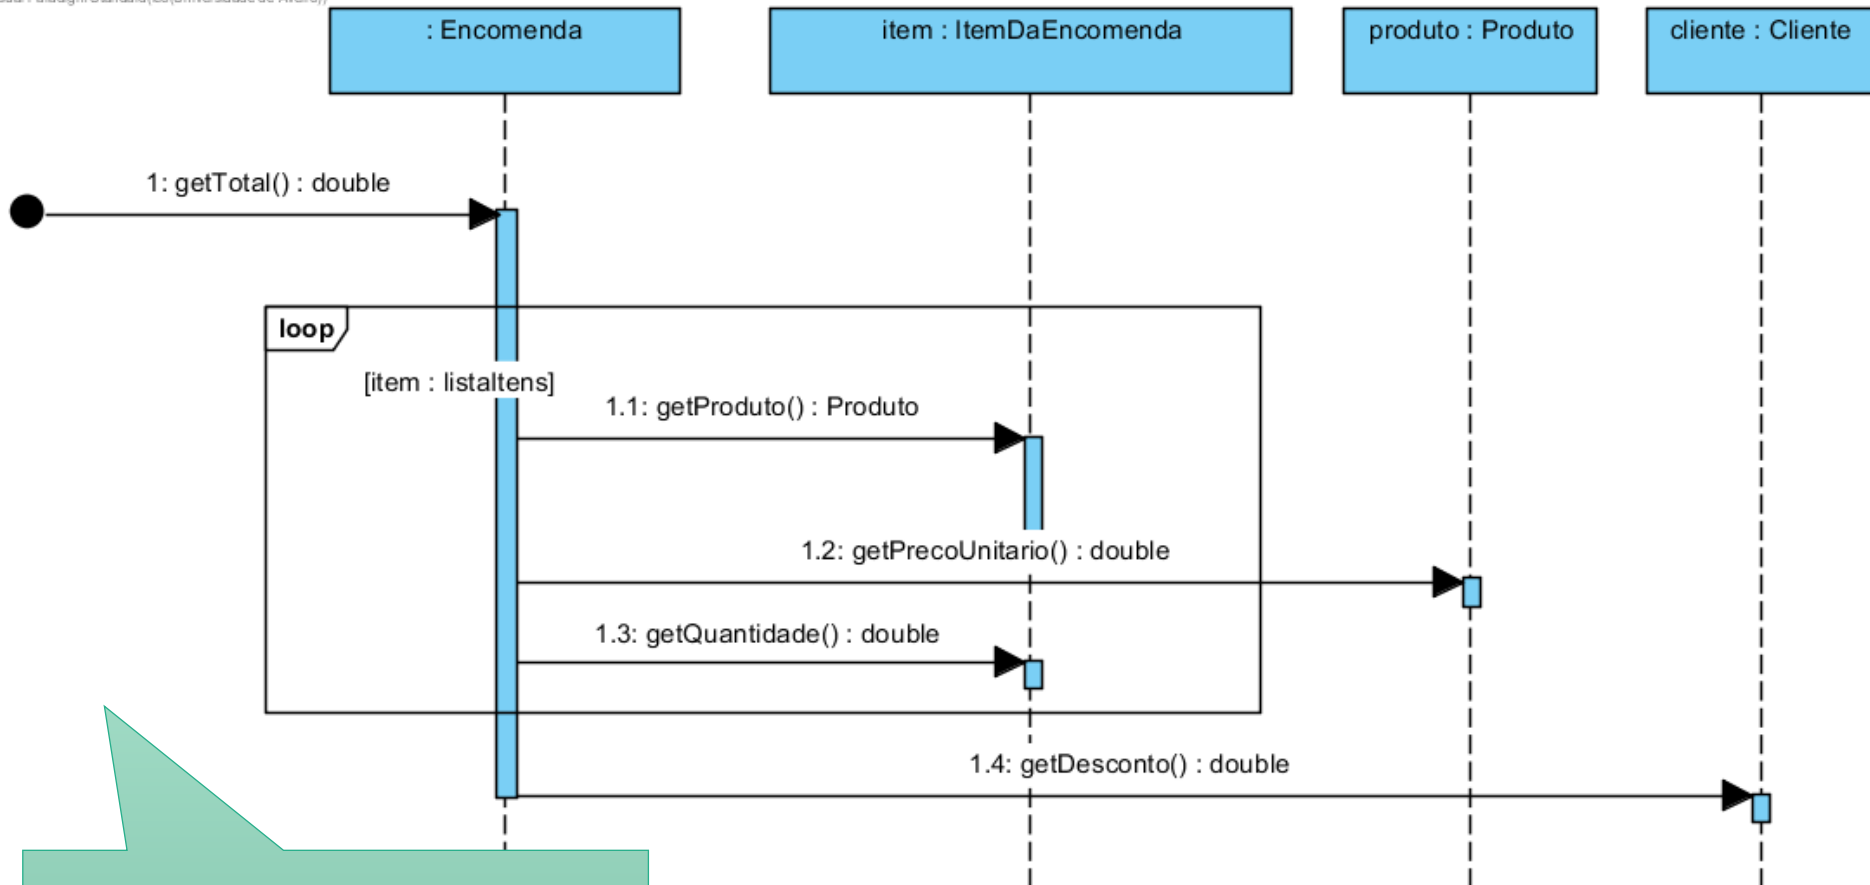 : Encomenda
item : ItemDaEncomenda
produto : Produto
cliente : Cliente
1: getTotal() : double
loop
[item : listaItens]
1.1: getProduto() : Produto
1.2: getPrecoUnitario() : double
1.3: getQuantidade() : double
1.4: getDesconto() : double